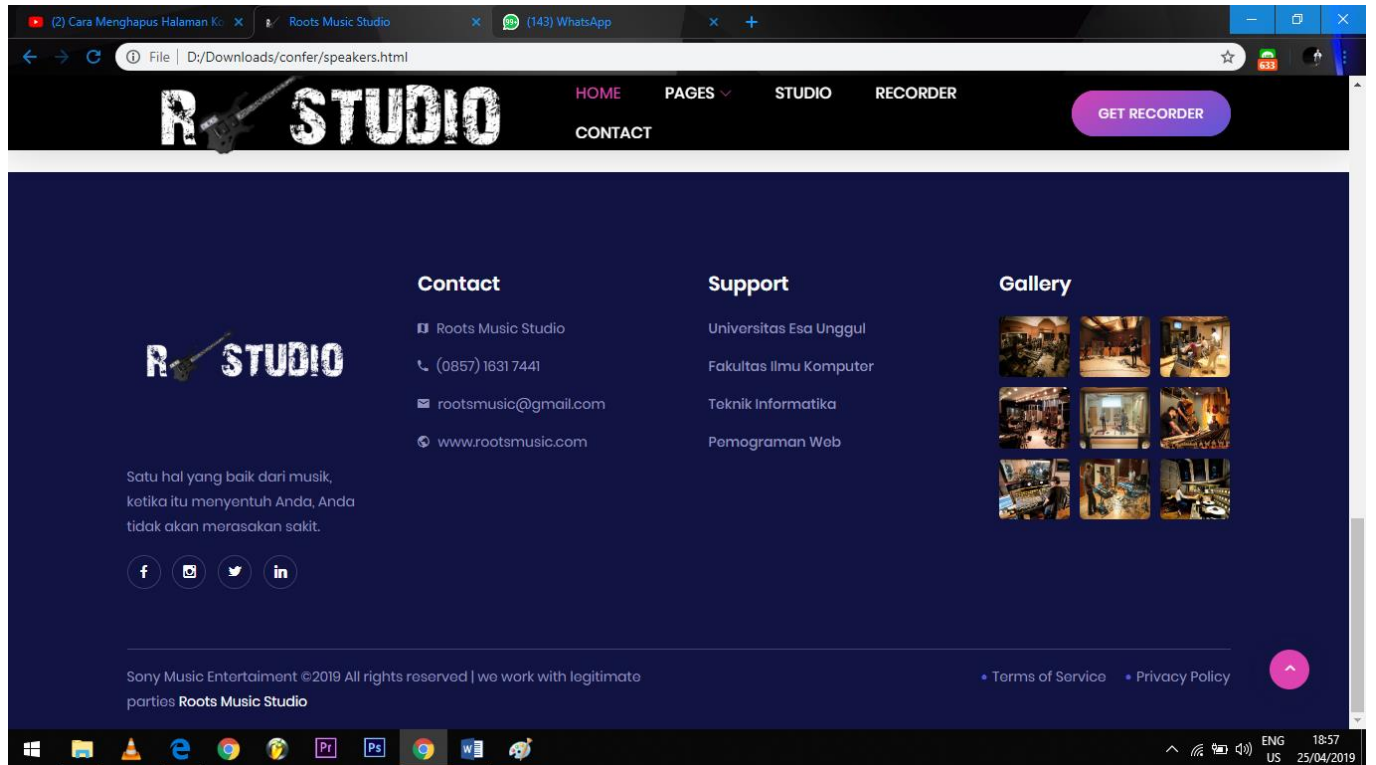 (2) Cara Menghapus Halaman Ko
Roots Music Studio
(143) WhatsApp
File D:/Downloads/confer/speakers.html
633
R STUDIO
HOME PAGES STUDIO RECORDER
CONTACT
GET RECORDER
R STUDIO
Satu hal yang baik dari musik,
ketika itu menyentuh Anda, Anda
tidak akan merasakan sakit.
Contact
Roots Music Studio
(0857) 1631 7441
rootsmusic@gmail.com
www.rootsmusic.com
Support
Universitas Esa Unggul
Fakultas Ilmu Komputer
Teknik Informatika
Pemograman Web
Gallery
Sony Music Entertaiment ©2019 All rights reserved | we work with legitimate
parties Roots Music Studio
• Terms of Service • Privacy Policy
Pr Ps
ENG 18:57
US 25/04/2019